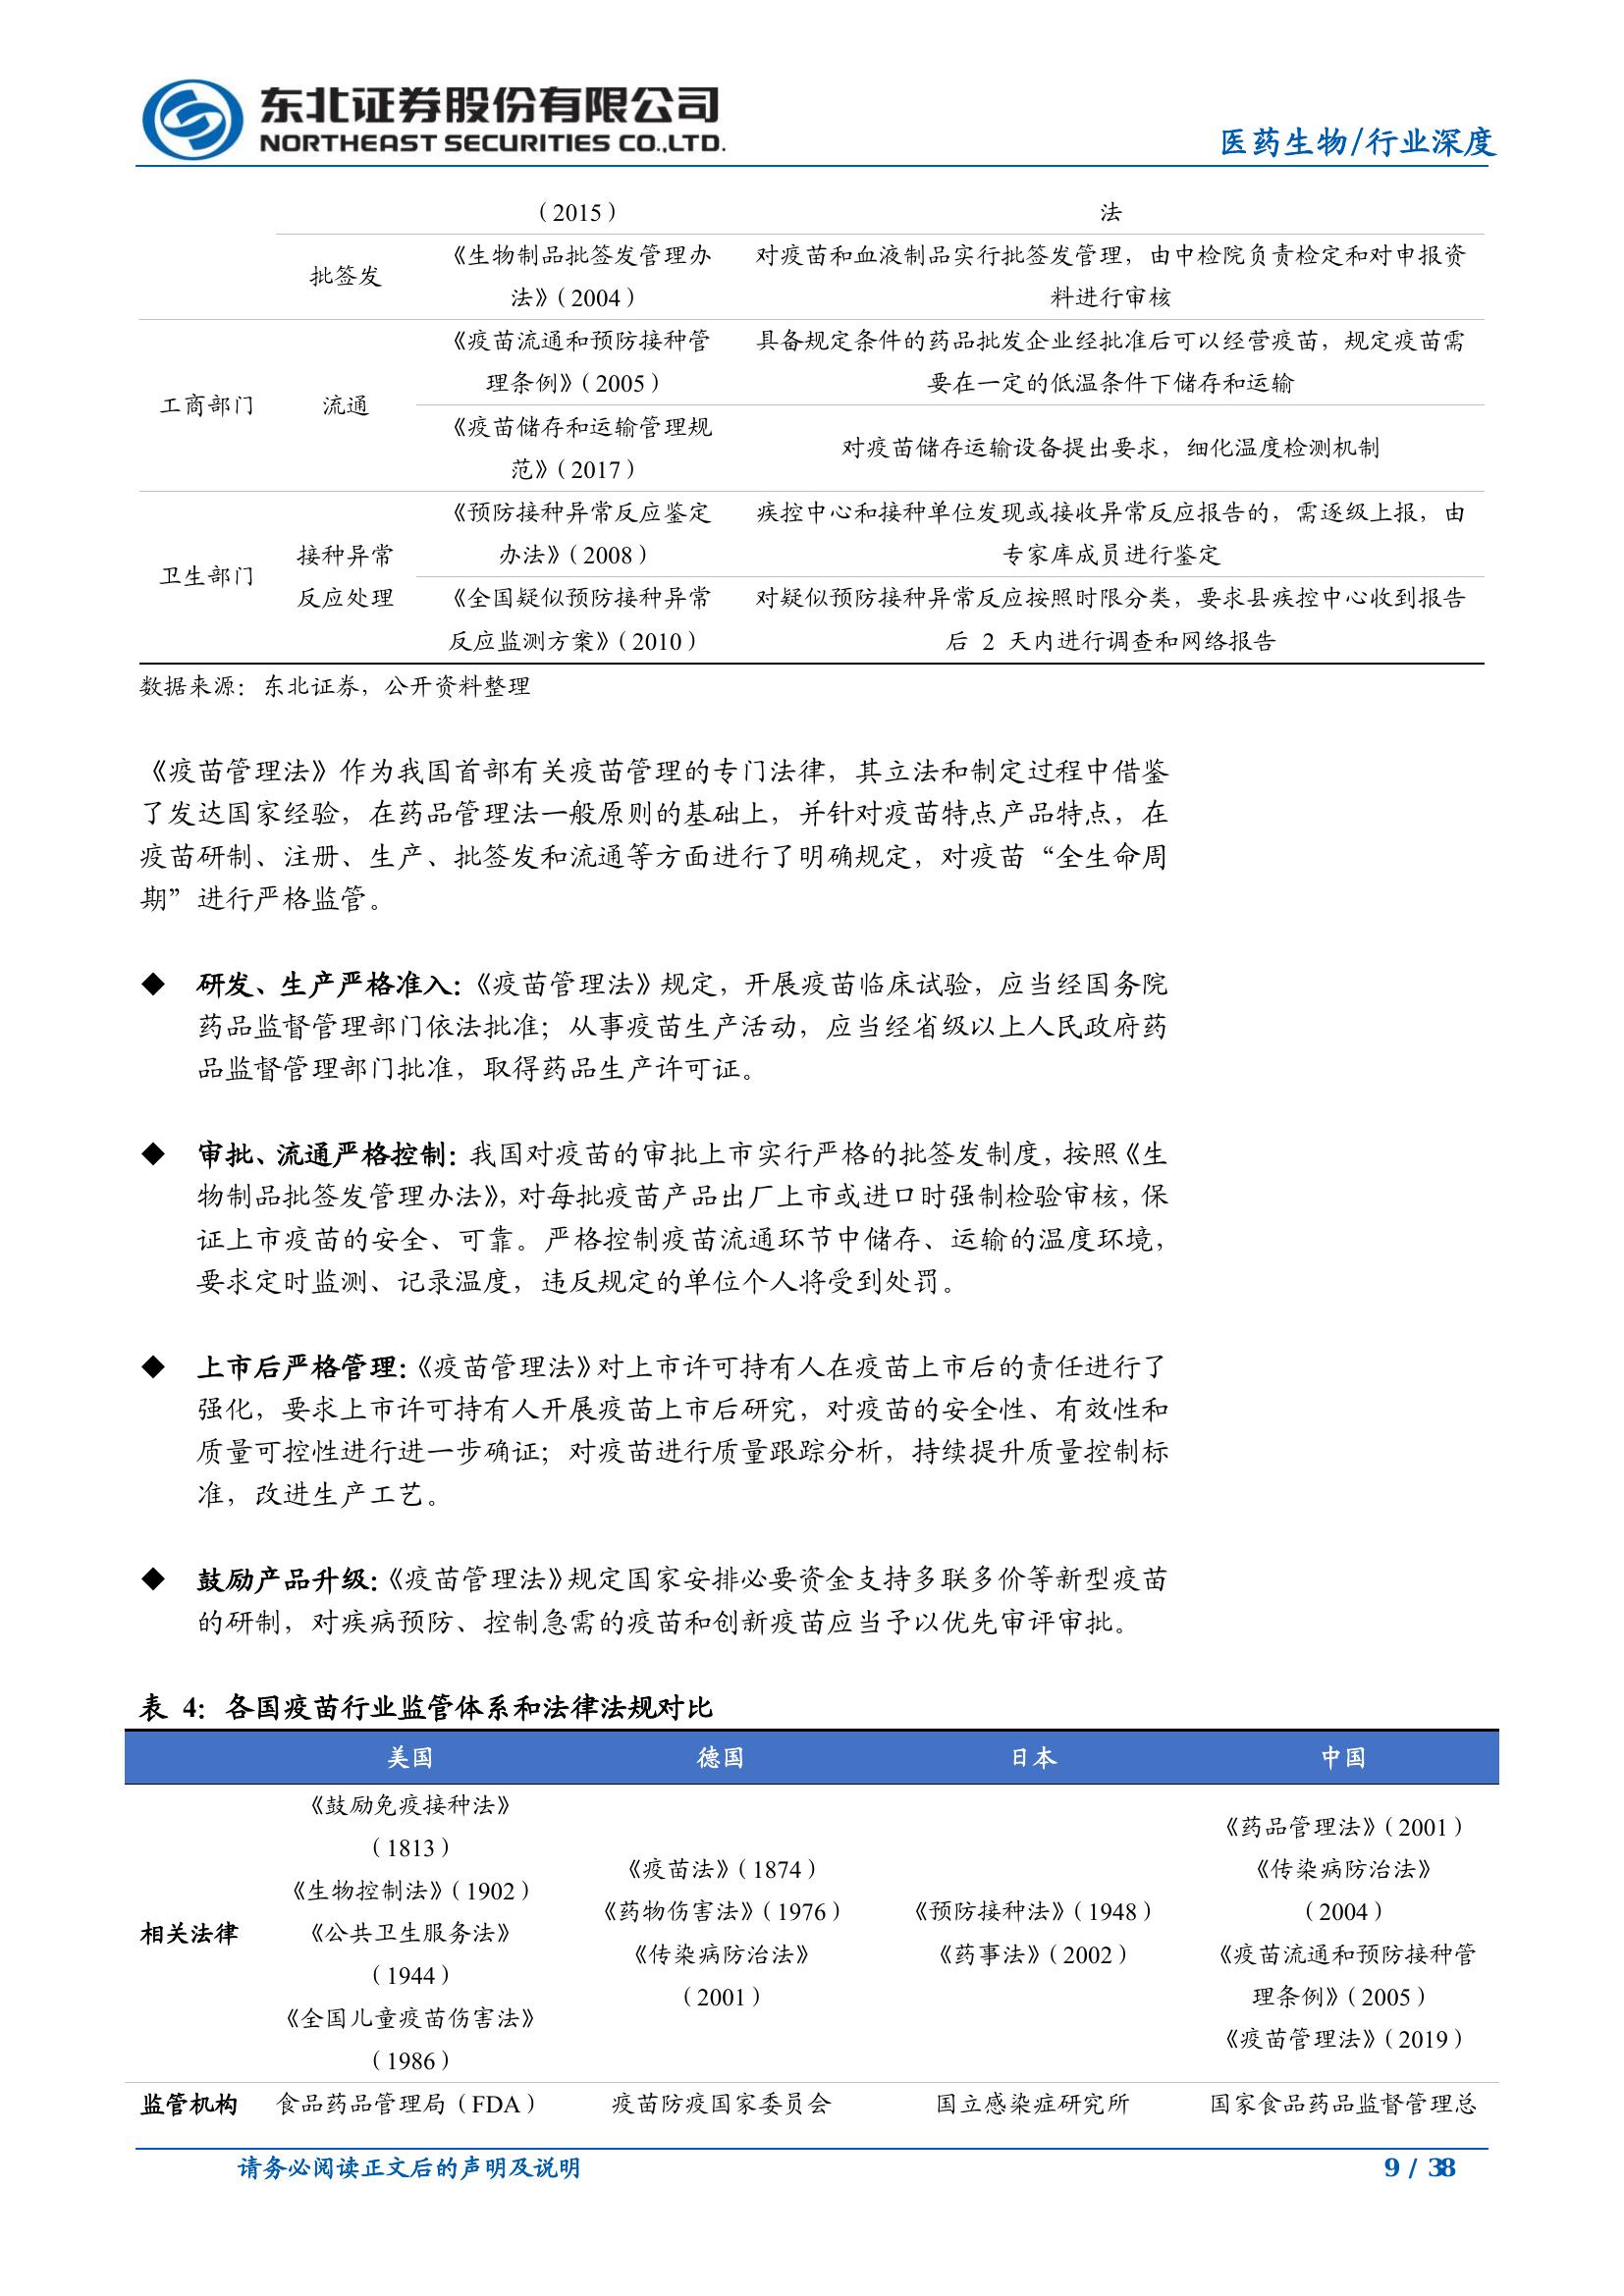 东北证券股份有限公司
NORTHEAST SECURITIES CO.,LTD.
医药生物/行业深度
（2015） 法
批签发 《生物制品批签发管理办法》（2004） 对疫苗和血液制品实行批签发管理，由中检院负责检定和对申报资料进行审核
工商部门 流通 《疫苗流通和预防接种管理条例》（2005） 具备规定条件的药品批发企业经批准后可以经营疫苗，规定疫苗需要在一定的低温条件下储存和运输
《疫苗储存和运输管理规范》（2017） 对疫苗储存运输设备提出要求，细化温度检测机制
卫生部门 接种异常反应处理 《预防接种异常反应鉴定办法》（2008） 疾控中心和接种单位发现或接收异常反应报告的，需逐级上报，由专家库成员进行鉴定
《全国疑似预防接种异常反应监测方案》（2010） 对疑似预防接种异常反应按照时限分类，要求县疾控中心收到报告后 2 天内进行调查和网络报告
数据来源：东北证券，公开资料整理
《疫苗管理法》作为我国首部有关疫苗管理的专门法律，其立法和制定过程中借鉴
了发达国家经验，在药品管理法一般原则的基础上，并针对疫苗特点产品特点，在
疫苗研制、注册、生产、批签发和流通等方面进行了明确规定，对疫苗“全生命周
期”进行严格监管。
◆ 研发、生产严格准入：《疫苗管理法》规定，开展疫苗临床试验，应当经国务院
药品监督管理部门依法批准；从事疫苗生产活动，应当经省级以上人民政府药
品监督管理部门批准，取得药品生产许可证。
◆ 审批、流通严格控制：我国对疫苗的审批上市实行严格的批签发制度，按照《生
物制品批签发管理办法》，对每批疫苗产品出厂上市或进口时强制检验审核，保
证上市疫苗的安全、可靠。严格控制疫苗流通环节中储存、运输的温度环境，
要求定时监测、记录温度，违反规定的单位个人将受到处罚。
◆ 上市后严格管理：《疫苗管理法》对上市许可持有人在疫苗上市后的责任进行了
强化，要求上市许可持有人开展疫苗上市后研究，对疫苗的安全性、有效性和
质量可控性进行进一步确证；对疫苗进行质量跟踪分析，持续提升质量控制标
准，改进生产工艺。
◆ 鼓励产品升级：《疫苗管理法》规定国家安排必要资金支持多联多价等新型疫苗
的研制，对疾病预防、控制急需的疫苗和创新疫苗应当予以优先审评审批。
表 4：各国疫苗行业监管体系和法律法规对比
美国 德国 日本 中国
相关法律
《鼓励免疫接种法》
（1813）
《生物控制法》（1902）
《公共卫生服务法》
（1944）
《全国儿童疫苗伤害法》
（1986）
《疫苗法》（1874）
《药物伤害法》（1976）
《传染病防治法》
（2001）
《预防接种法》（1948）
《药事法》（2002）
《药品管理法》（2001）
《传染病防治法》
（2004）
《疫苗流通和预防接种管
理条例》（2005）
《疫苗管理法》（2019）
监管机构 食品药品管理局（FDA） 疫苗防疫国家委员会 国立感染症研究所 国家食品药品监督管理总
请务必阅读正文后的声明及说明 9 / 38